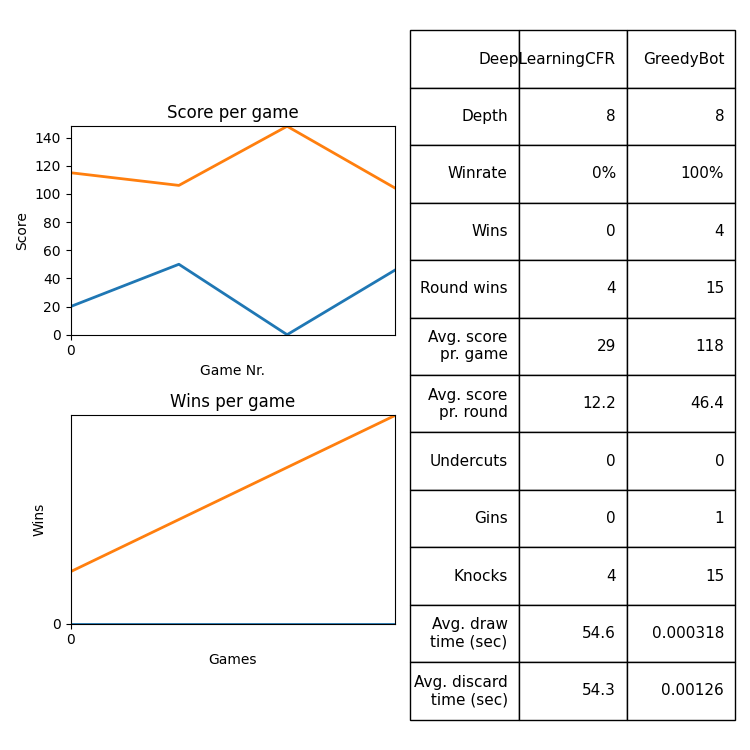 Score per game
140
120
100
80
60
40
20
0
Score
0
Game Nr.
Wins per game
Wins
0
0
Games
DeepLearningCFR GreedyBot
Depth 8 8
Winrate 0% 100%
Wins 0 4
Round wins 4 15
Avg. score
pr. game 29 118
Avg. score
pr. round 12.2 46.4
Undercuts 0 0
Gins 0 1
Knocks 4 15
Avg. draw
time (sec) 54.6 0.000318
Avg. discard
time (sec) 54.3 0.00126